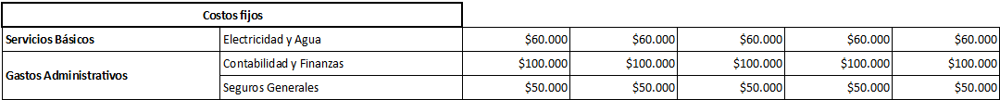 Costos fijos
Servicios Básicos Electricidad y Agua $60.000 $60.000 $60.000 $60.000 $60.000
Gastos Administrativos Contabilidad y Finanzas $100.000 $100.000 $100.000 $100.000 $100.000
Seguros Generales $50.000 $50.000 $50.000 $50.000 $50.000